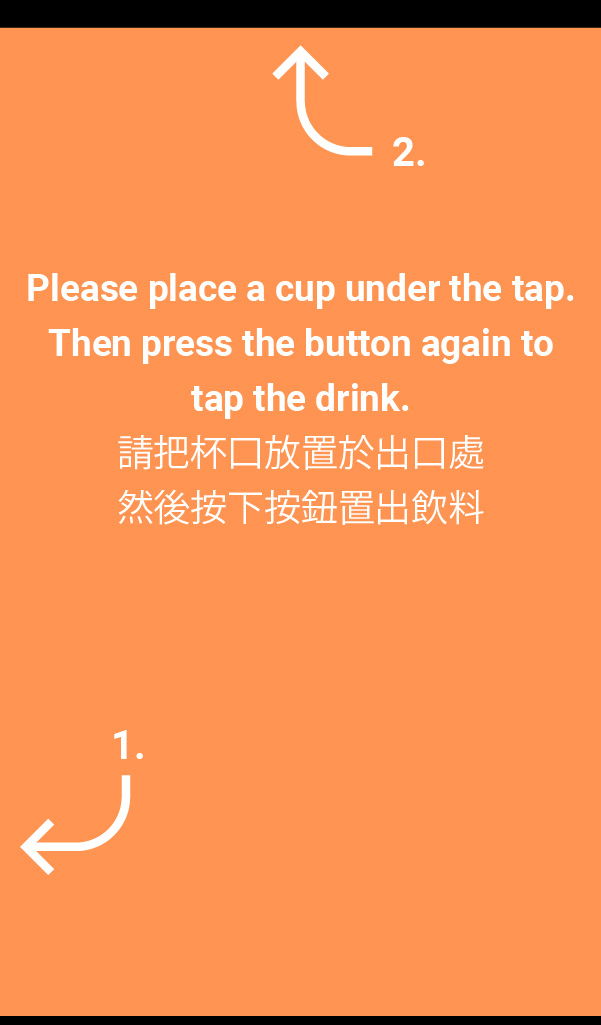 2.
Please place a cup under the tap.
Then press the button again to
tap the drink.
請把杯口放置於出口處
然後按下按鈕置出飲料
1.